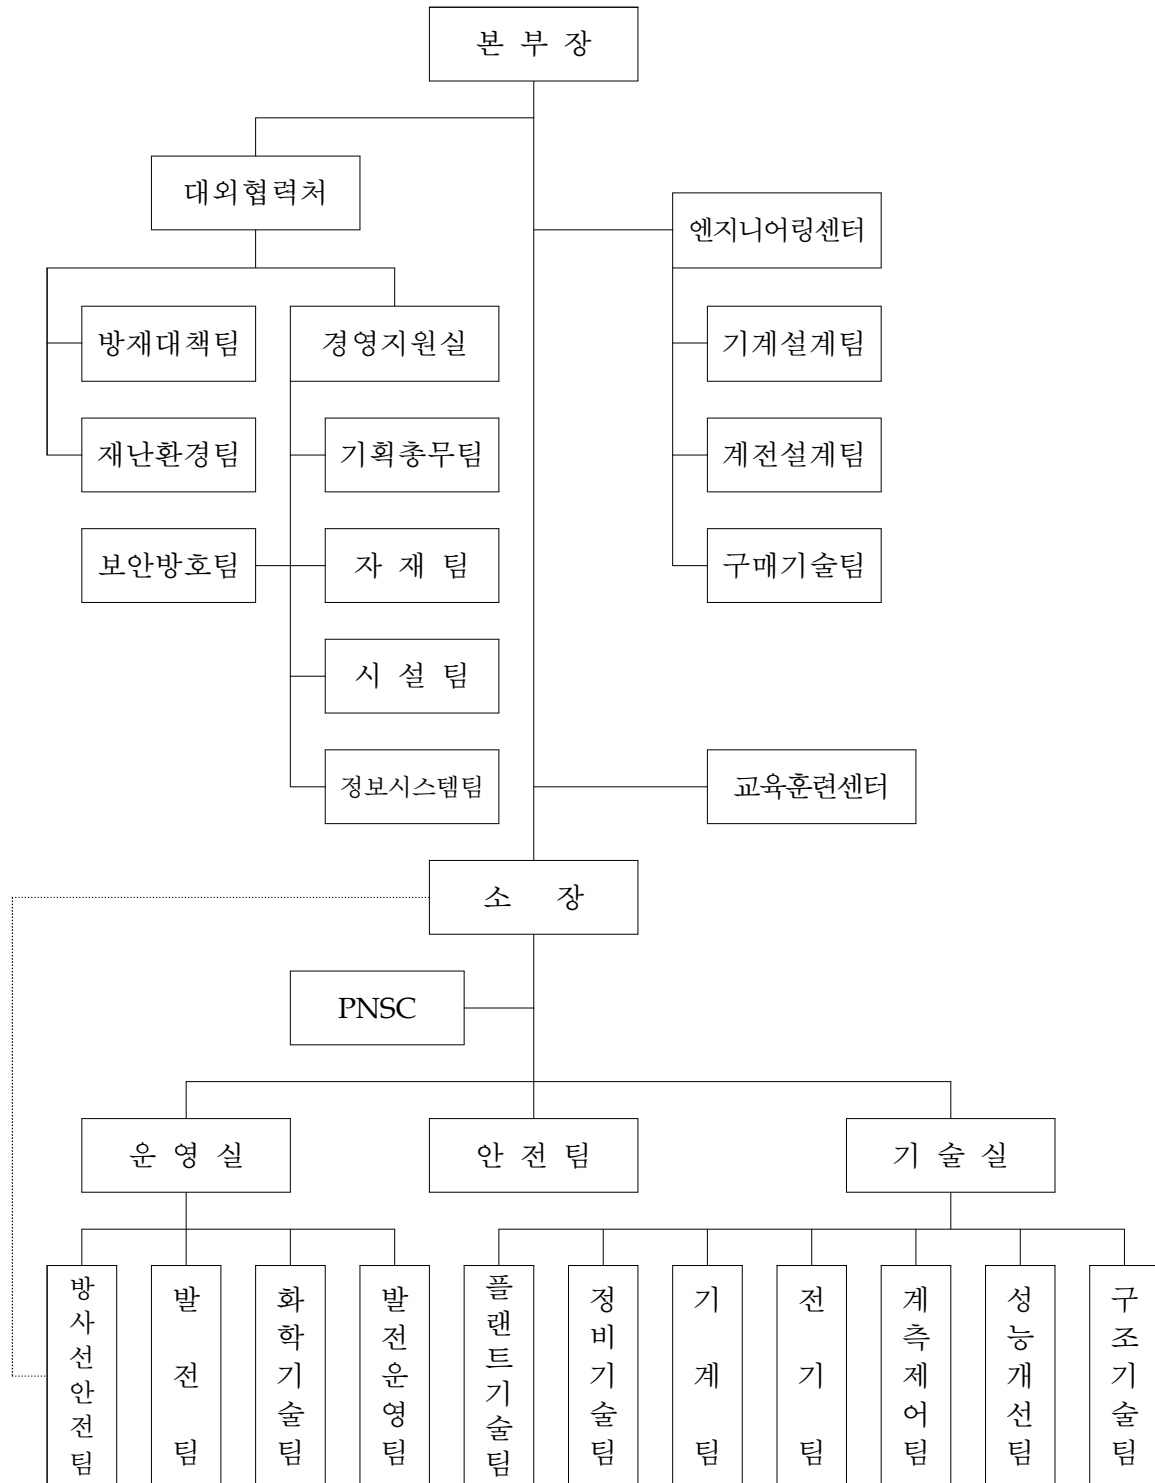 본 부 장
대외협력처
엔지니어링센터
방재대책팀
경영지원실
기계설계팀
재난환경팀
기획총무팀
계전설계팀
보안방호팀
자 재 팀
구매기술팀
시 설 팀
정보시스템팀
교육훈련센터
소 장
PNSC
운 영 실
안 전 팀
기 술 실
방사선안전팀
발 전 팀
화학기술팀
발전운영팀
플랜트기술팀
정비기술팀
기 계 팀
전 기 팀
계측제어팀
성능개선팀
구조기술팀